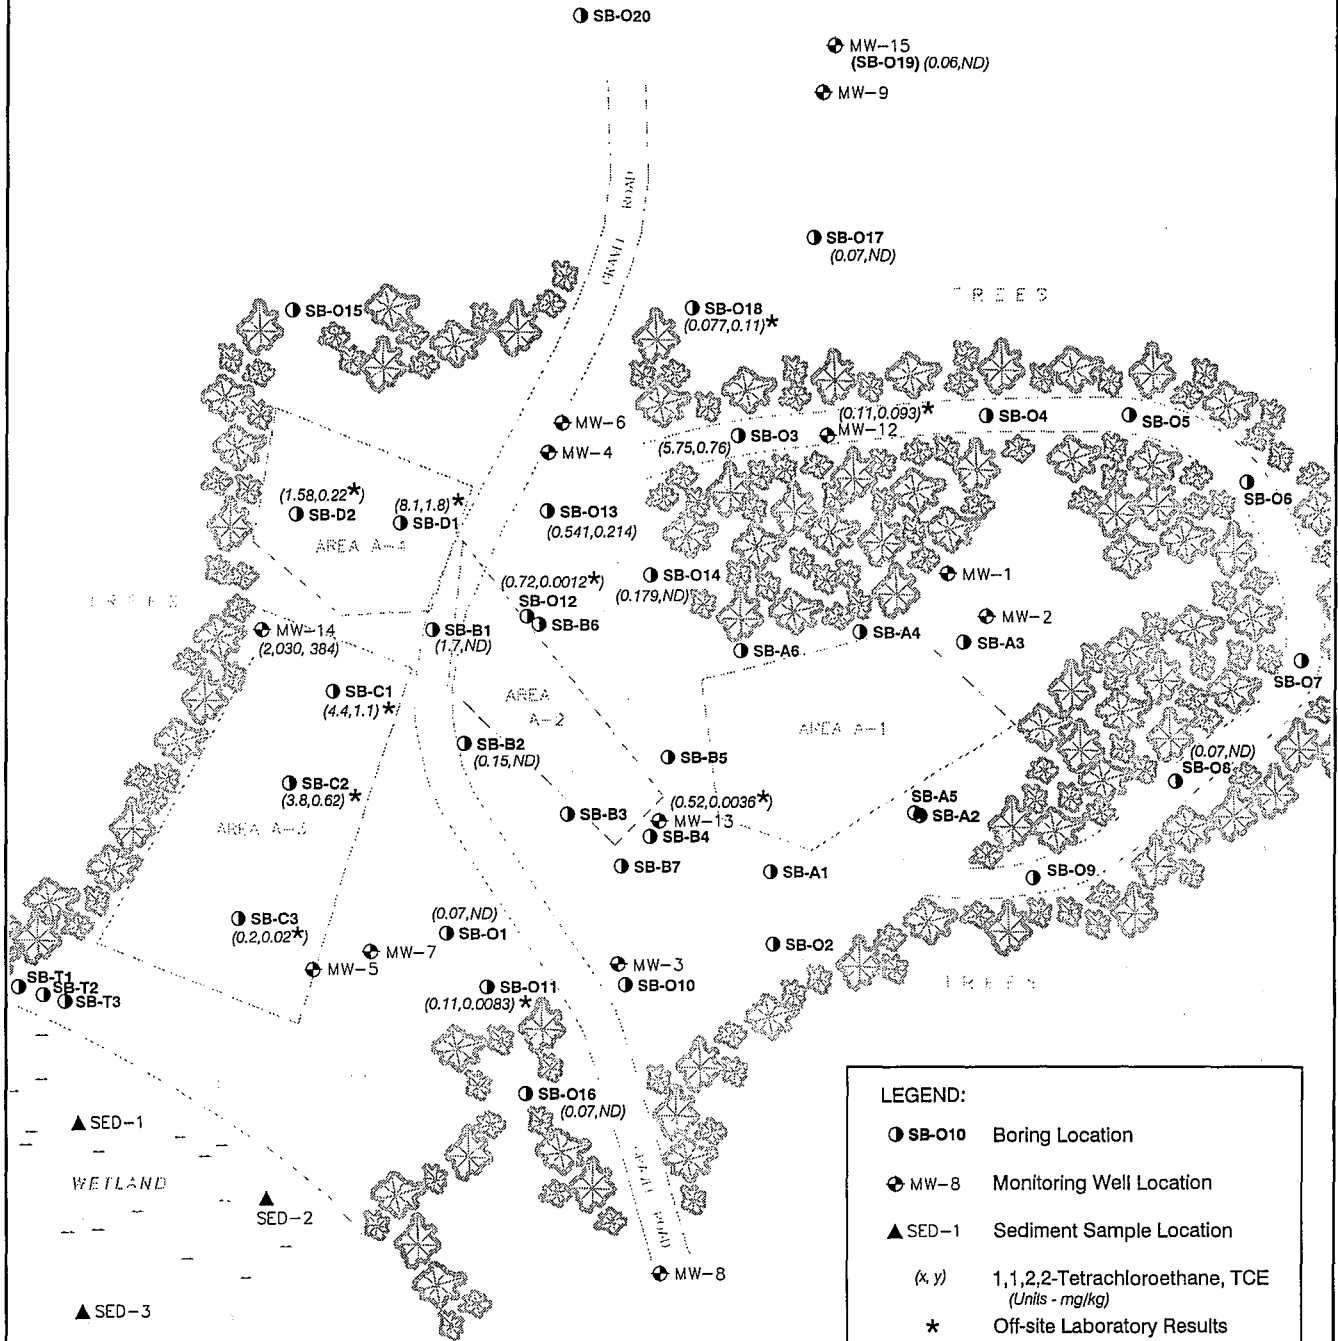 SB-O20
MW-15
(SB-O19) (0.06,ND)
MW-9
GRAVEL ROAD
SB-O17
(0.07,ND)
TREES
SB-O15
SB-O18
(0.077,0.11)*
(0.11,0.093)*
MW-6
SB-O3
MW-12
SB-O4
SB-O5
(5.75,0.76)
MW-4
SB-O6
(1.58,0.22*)
(8.1,1.8)*
SB-D2
SB-D1
SB-O13
(0.541,0.214)
AREA A-4
(0.72,0.0012*)
SB-O14
(0.179,ND)
MW-1
TREES
SB-O12
SB-B6
MW-2
MW-14
(2,030, 384)
SB-B1
(1.7,ND)
SB-A4
SB-A3
SB-A6
SB-O7
SB-C1
(4.4,1.1)*
AREA
A-2
AREA A-1
SB-B2
(0.15,ND)
SB-B5
(0.07,ND)
SB-O8
SB-C2
(3.8,0.62)*
(0.52,0.0036*)
SB-A5
SB-A2
SB-B3
MW-13
SB-B4
AREA A-3
SB-B7
SB-A1
SB-O9
SB-C3
(0.2,0.02*)
(0.07,ND)
SB-O1
SB-O2
MW-7
MW-5
MW-3
SB-T1
SB-T2
SB-T3
SB-O11
(0.11,0.0083)*
SB-O10
TREES
SB-O16
(0.07,ND)
SED-1
WETLAND
SED-2
ROAD
MW-8
SED-3
LEGEND:
SB-O10 Boring Location
MW-8 Monitoring Well Location
SED-1 Sediment Sample Location
(x, y) 1,1,2,2-Tetrachloroethane, TCE
(Units - mg/kg)
* Off-site Laboratory Results